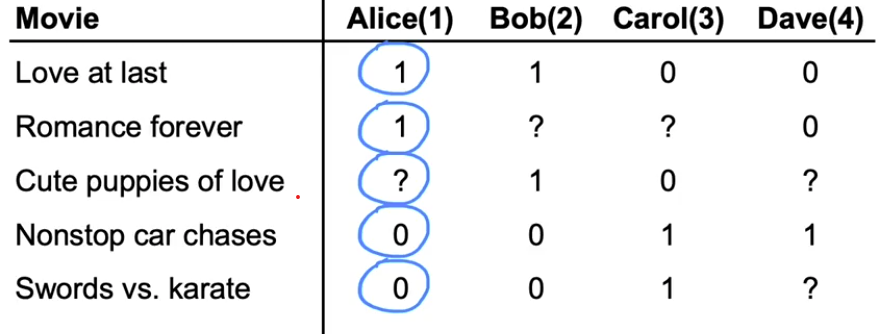 Movie Alice(1) Bob(2) Carol(3) Dave(4)
Love at last 1 1 0 0
Romance forever 1 ? ? 0
Cute puppies of love ? 1 0 ?
Nonstop car chases 0 0 1 1
Swords vs. karate 0 0 1 ?